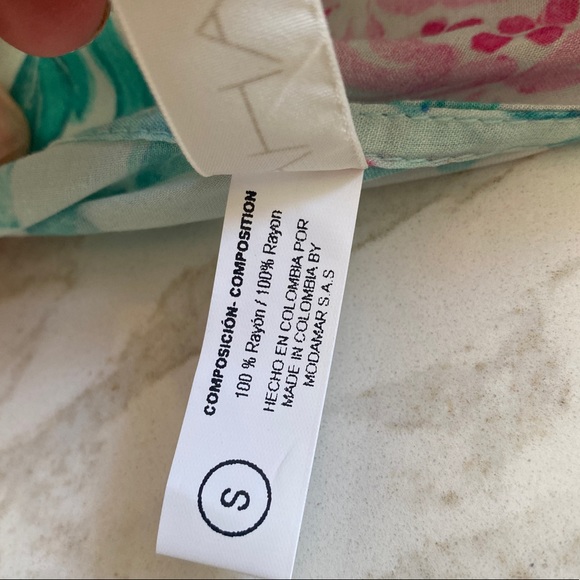 COMPOSICIÓN- COMPOSITION
100 % Rayón / 100% Rayon
HECHO EN COLOMBIA POR
MADE IN COLOMBIA BY
MODAMAR S.A.S
S